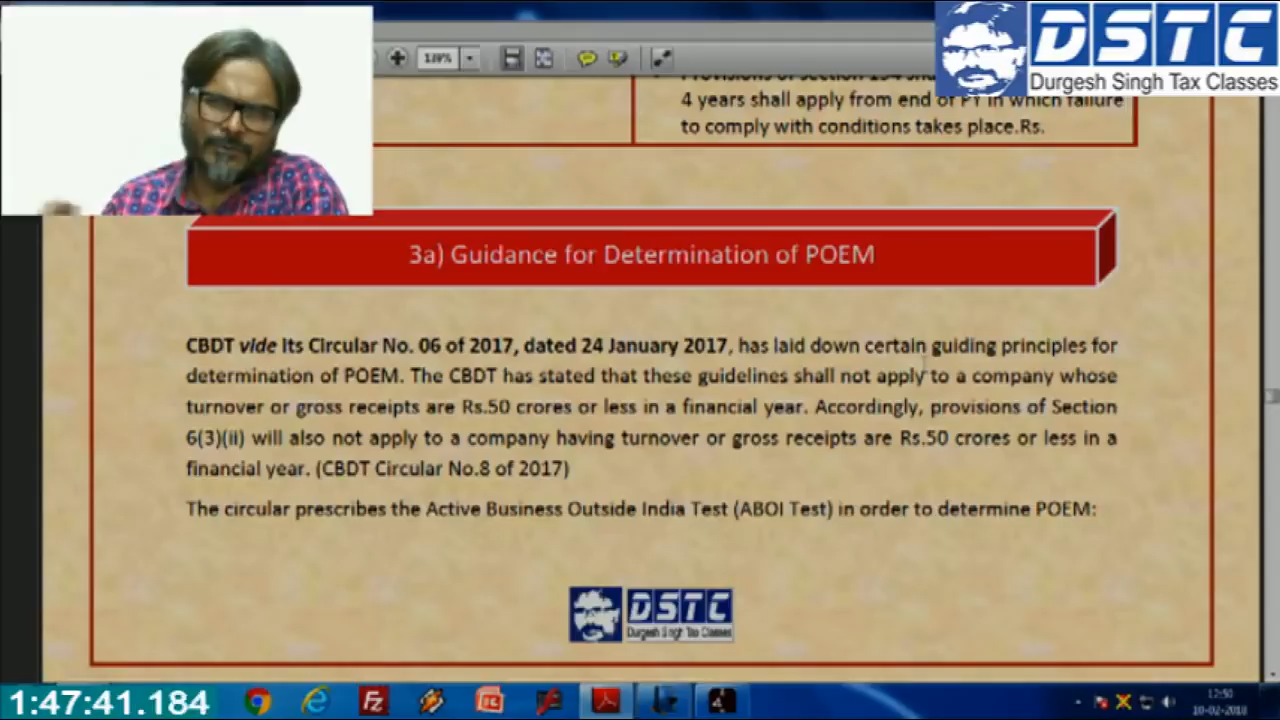 DSTC
Durgesh Singh Tax Classes
139%
4 years shall apply from end of PY in which failure
to comply with conditions takes place.Rs.
3a) Guidance for Determination of POEM
CBDT vide Its Circular No. 06 of 2017, dated 24 January 2017, has laid down certain guiding principles for
determination of POEM. The CBDT has stated that these guidelines shall not apply to a company whose
turnover or gross receipts are Rs.50 crores or less in a financial year. Accordingly, provisions of Section
6(3)(ii) will also not apply to a company having turnover or gross receipts are Rs.50 crores or less in a
financial year. (CBDT Circular No.8 of 2017)
The circular prescribes the Active Business Outside India Test (ABOI Test) in order to determine POEM:
DSTC
Durgesh Singh Tax Classes
1:47:41.184
12:50
10-02-2018